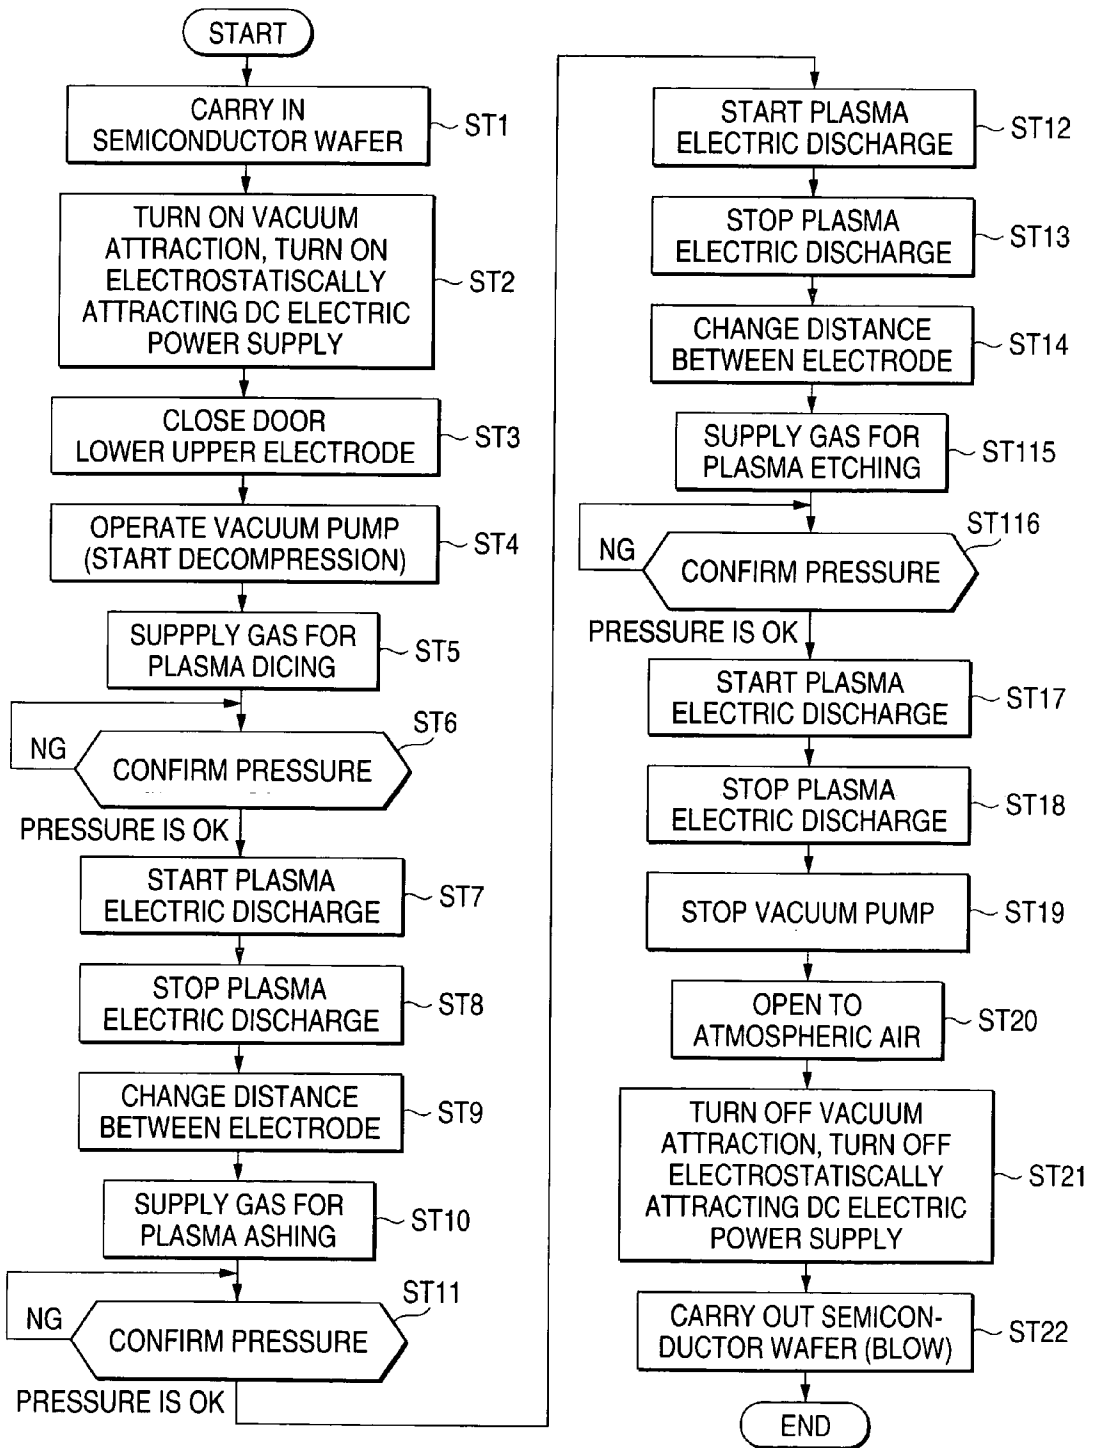 START
CARRY IN
SEMICONDUCTOR WAFER
ST1
TURN ON VACUUM
ATTRACTION, TURN ON
ELECTROSTATISCALLY
ATTRACTING DC ELECTRIC
POWER SUPPLY
ST2
CLOSE DOOR
LOWER UPPER ELECTRODE
ST3
OPERATE VACUUM PUMP
(START DECOMPRESSION)
ST4
SUPPPLY GAS FOR
PLASMA DICING
ST5
ST6
NG
CONFIRM PRESSURE
PRESSURE IS OK
START PLASMA
ELECTRIC DISCHARGE
ST7
STOP PLASMA
ELECTRIC DISCHARGE
ST8
CHANGE DISTANCE
BETWEEN ELECTRODE
ST9
SUPPLY GAS FOR
PLASMA ASHING
ST10
ST11
NG
CONFIRM PRESSURE
PRESSURE IS OK
START PLASMA
ELECTRIC DISCHARGE
ST12
STOP PLASMA
ELECTRIC DISCHARGE
ST13
CHANGE DISTANCE
BETWEEN ELECTRODE
ST14
SUPPLY GAS FOR
PLASMA ETCHING
ST115
ST116
NG
CONFIRM PRESSURE
PRESSURE IS OK
START PLASMA
ELECTRIC DISCHARGE
ST17
STOP PLASMA
ELECTRIC DISCHARGE
ST18
STOP VACUUM PUMP
ST19
OPEN TO
ATMOSPHERIC AIR
ST20
TURN OFF VACUUM
ATTRACTION, TURN OFF
ELECTROSTATISCALLY
ATTRACTING DC ELECTRIC
POWER SUPPLY
ST21
CARRY OUT SEMICON-
DUCTOR WAFER (BLOW)
ST22
END